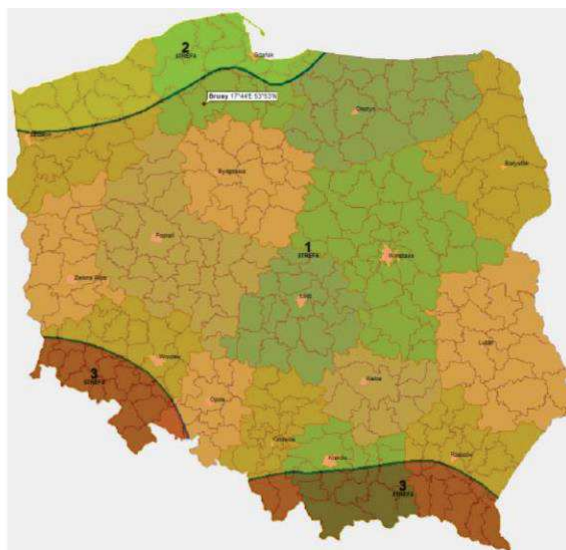 2
STREFA
Gdańsk
Brusy 17°44'E 53°53'N
Olsztyn
Szczecin
Białystok
Bydgoszcz
Poznań
1
STREFA
Warszawa
Zielona Góra
Łódź
Wrocław
Lublin
3
STREFA
Opole
Kielce
Katowice
Kraków
Rzeszów
3
STREFA